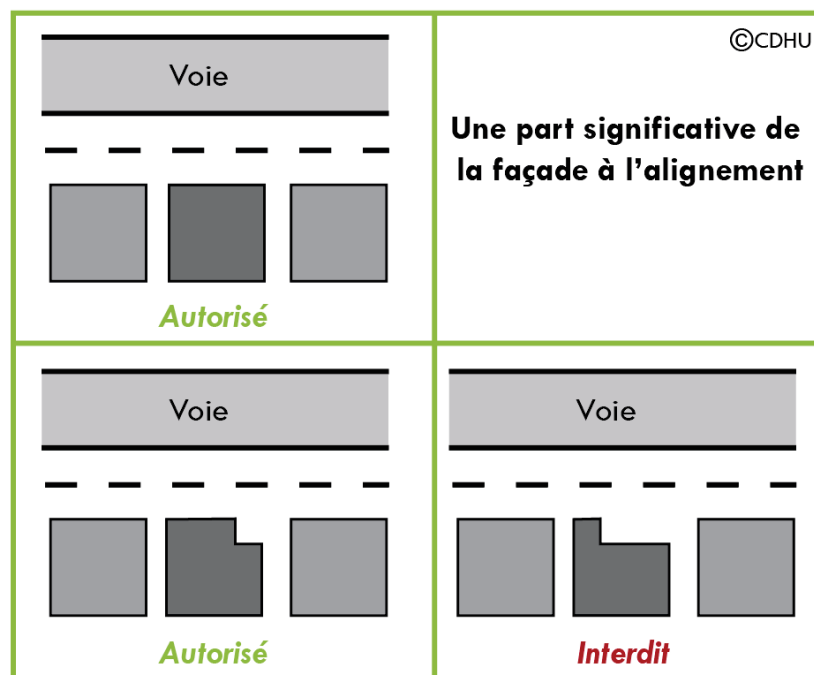 Voie
©CDHU
Une part significative de
la façade à l'alignement
Autorisé
Voie
Voie
Autorisé
Interdit